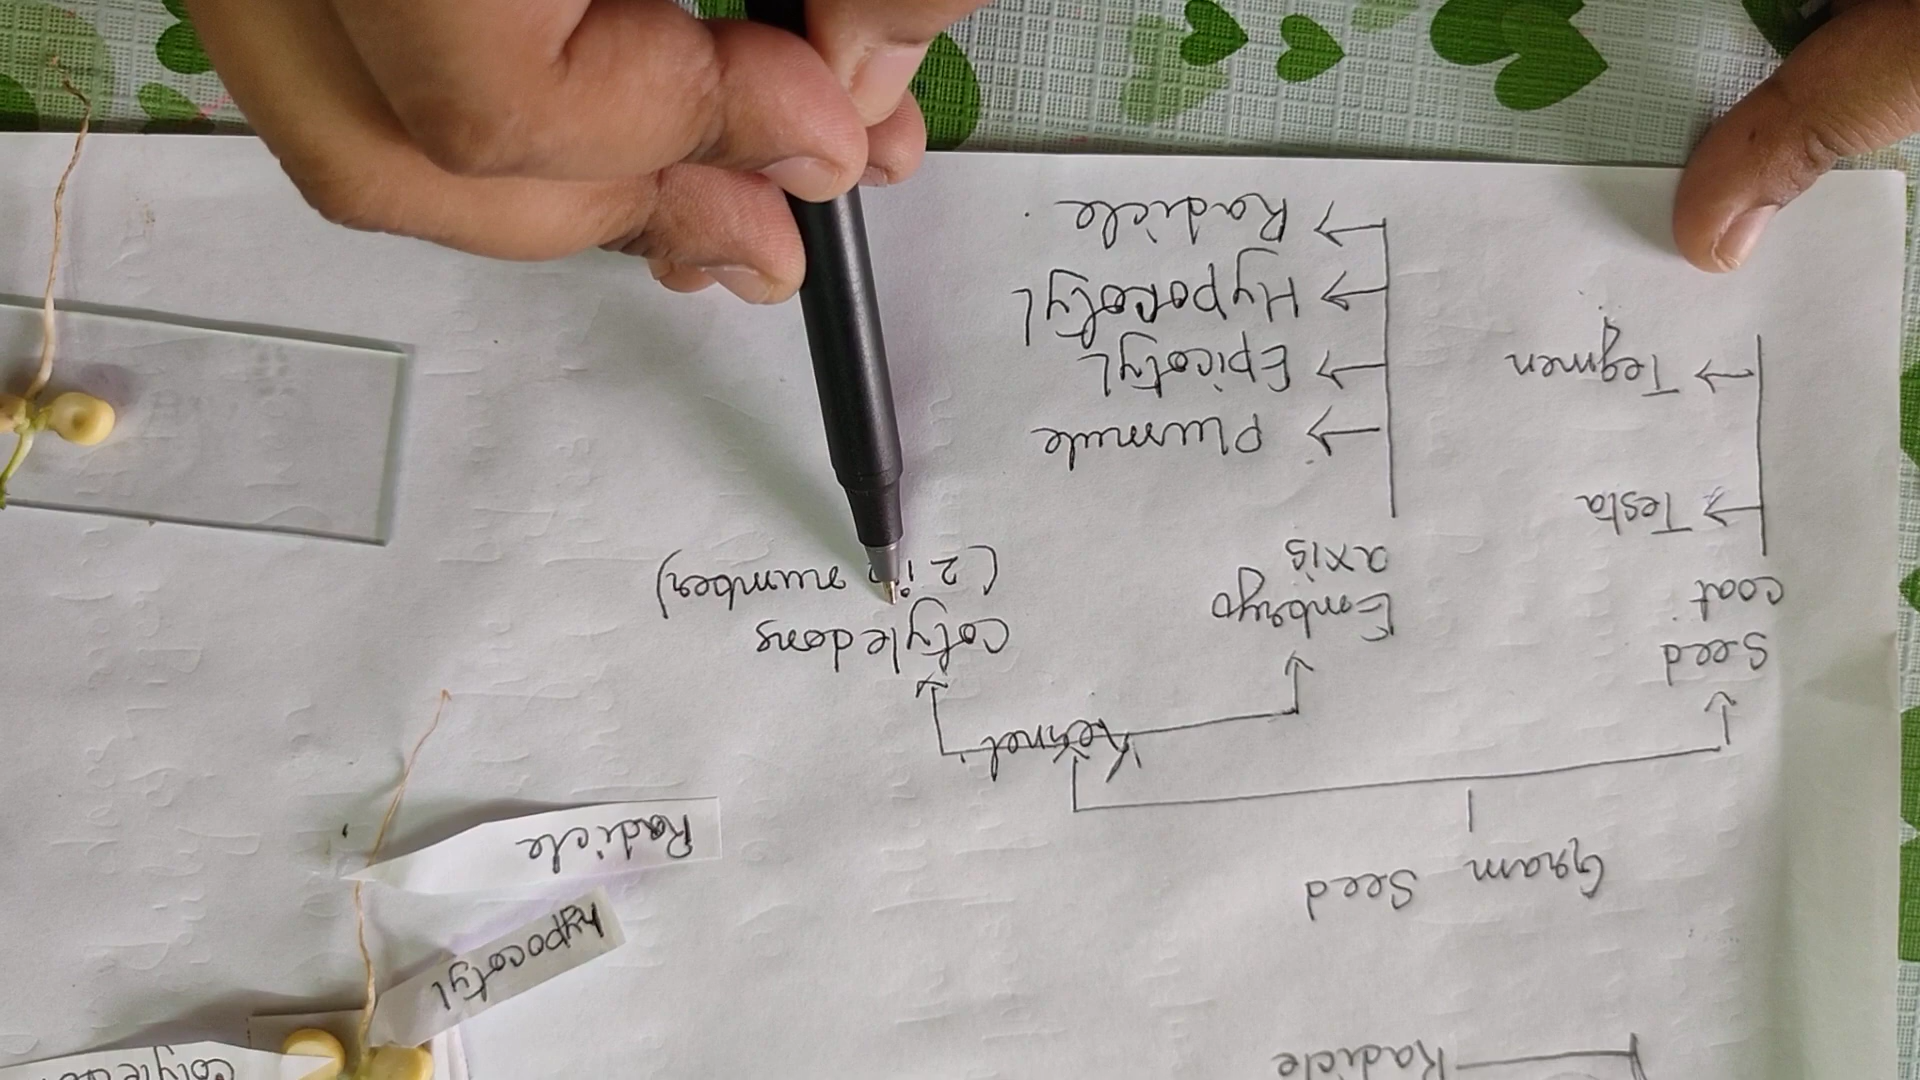 Gram Seed
Seed
coat
Testa
Tegmen
Kernel
Embryo
axis
Plumule
Epicotyl
Hypocotyl
Radicle
Cotyledons
(2 in number)
Radicle
hypocotyl
Radicle